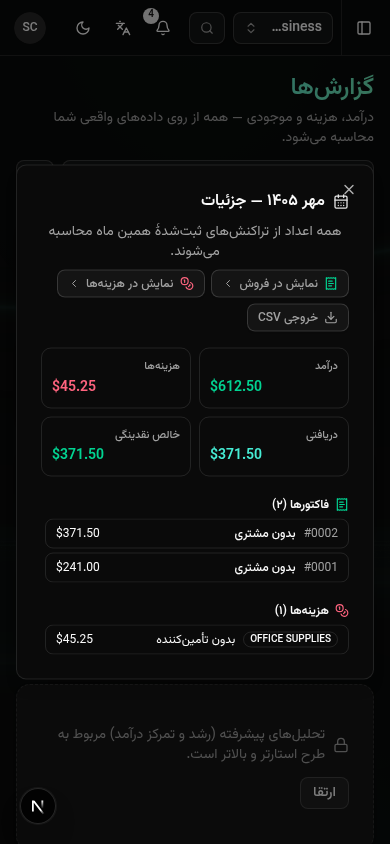 SC
4
...siness
گزارش‌ها
درآمد، هزینه و موجودی — همه از روی داده‌های واقعی شما
محاسبه می‌شود.
مهر ۱۴۰۵ — جزئیات
همه اعداد از تراکنش‌های ثبت‌شدهٔ همین ماه محاسبه
می‌شوند.
نمایش در فروش
نمایش در هزینه‌ها
خروجی CSV
درآمد
$612.50
هزینه‌ها
$45.25
دریافتی
$371.50
خالص نقدینگی
$371.50
فاکتورها (۲)
#0002 بدون مشتری $371.50
#0001 بدون مشتری $241.00
هزینه‌ها (۱)
OFFICE SUPPLIES بدون تأمین‌کننده $45.25
تحلیل‌های پیشرفته (رشد و تمرکز درآمد) مربوط به
طرح استارتر و بالاتر است.
ارتقا
N